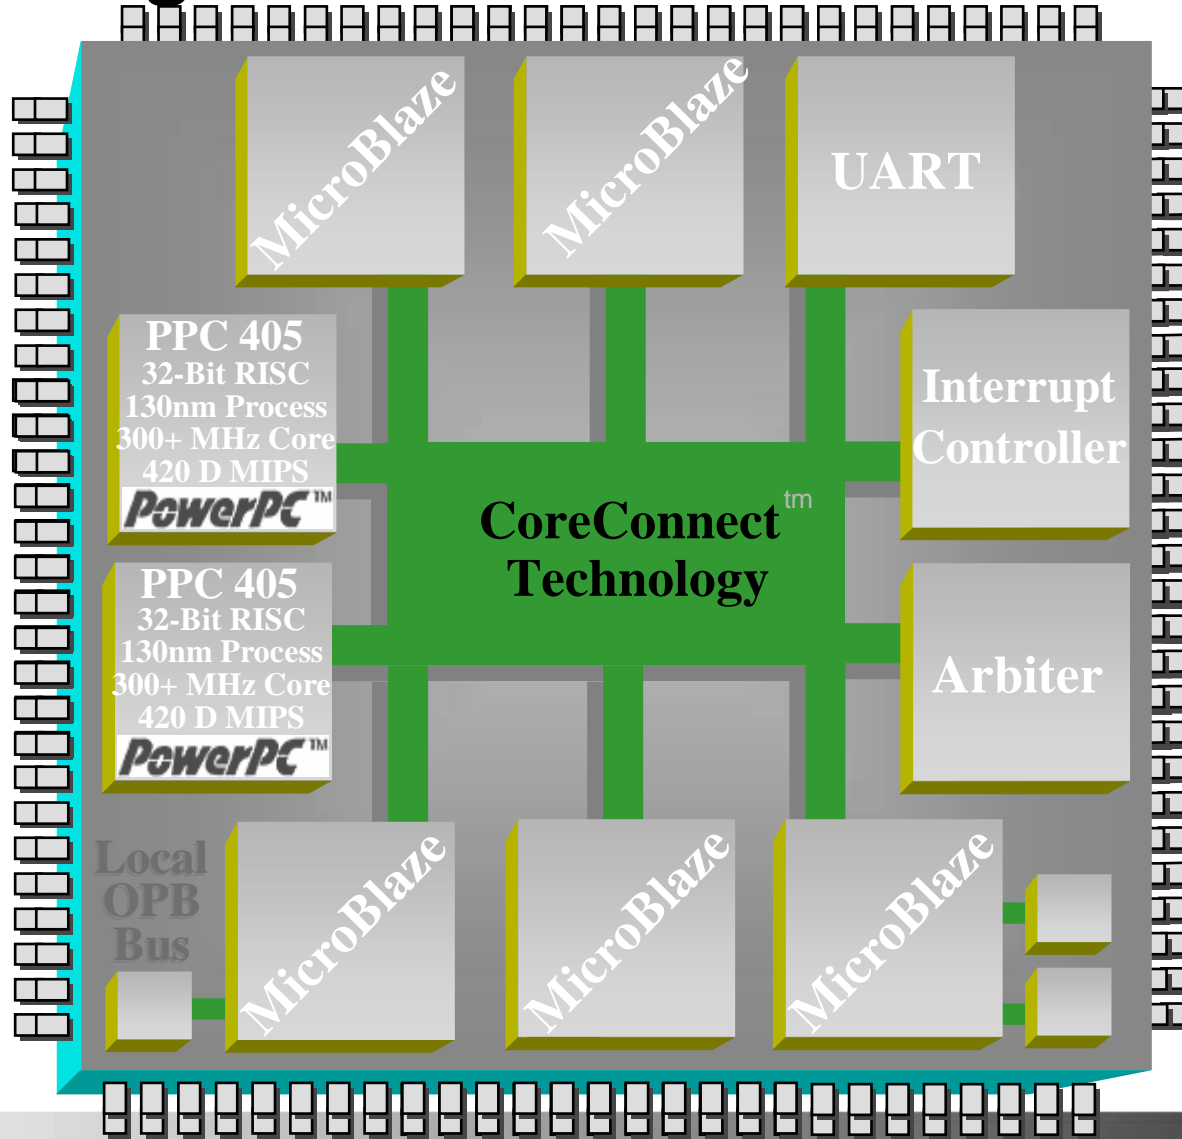 MicroBlaze
MicroBlaze
UART
PPC 405
32-Bit RISC
130nm Process
300+ MHz Core
420 D MIPS
PowerPC™
Interrupt
Controller
CoreConnect tm
Technology
PPC 405
32-Bit RISC
130nm Process
300+ MHz Core
420 D MIPS
PowerPC™
Arbiter
Local
OPB
Bus
MicroBlaze
MicroBlaze
MicroBlaze